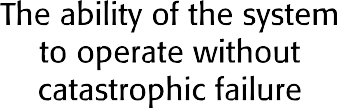 The ability of the system
to operate without
catastrophic failure